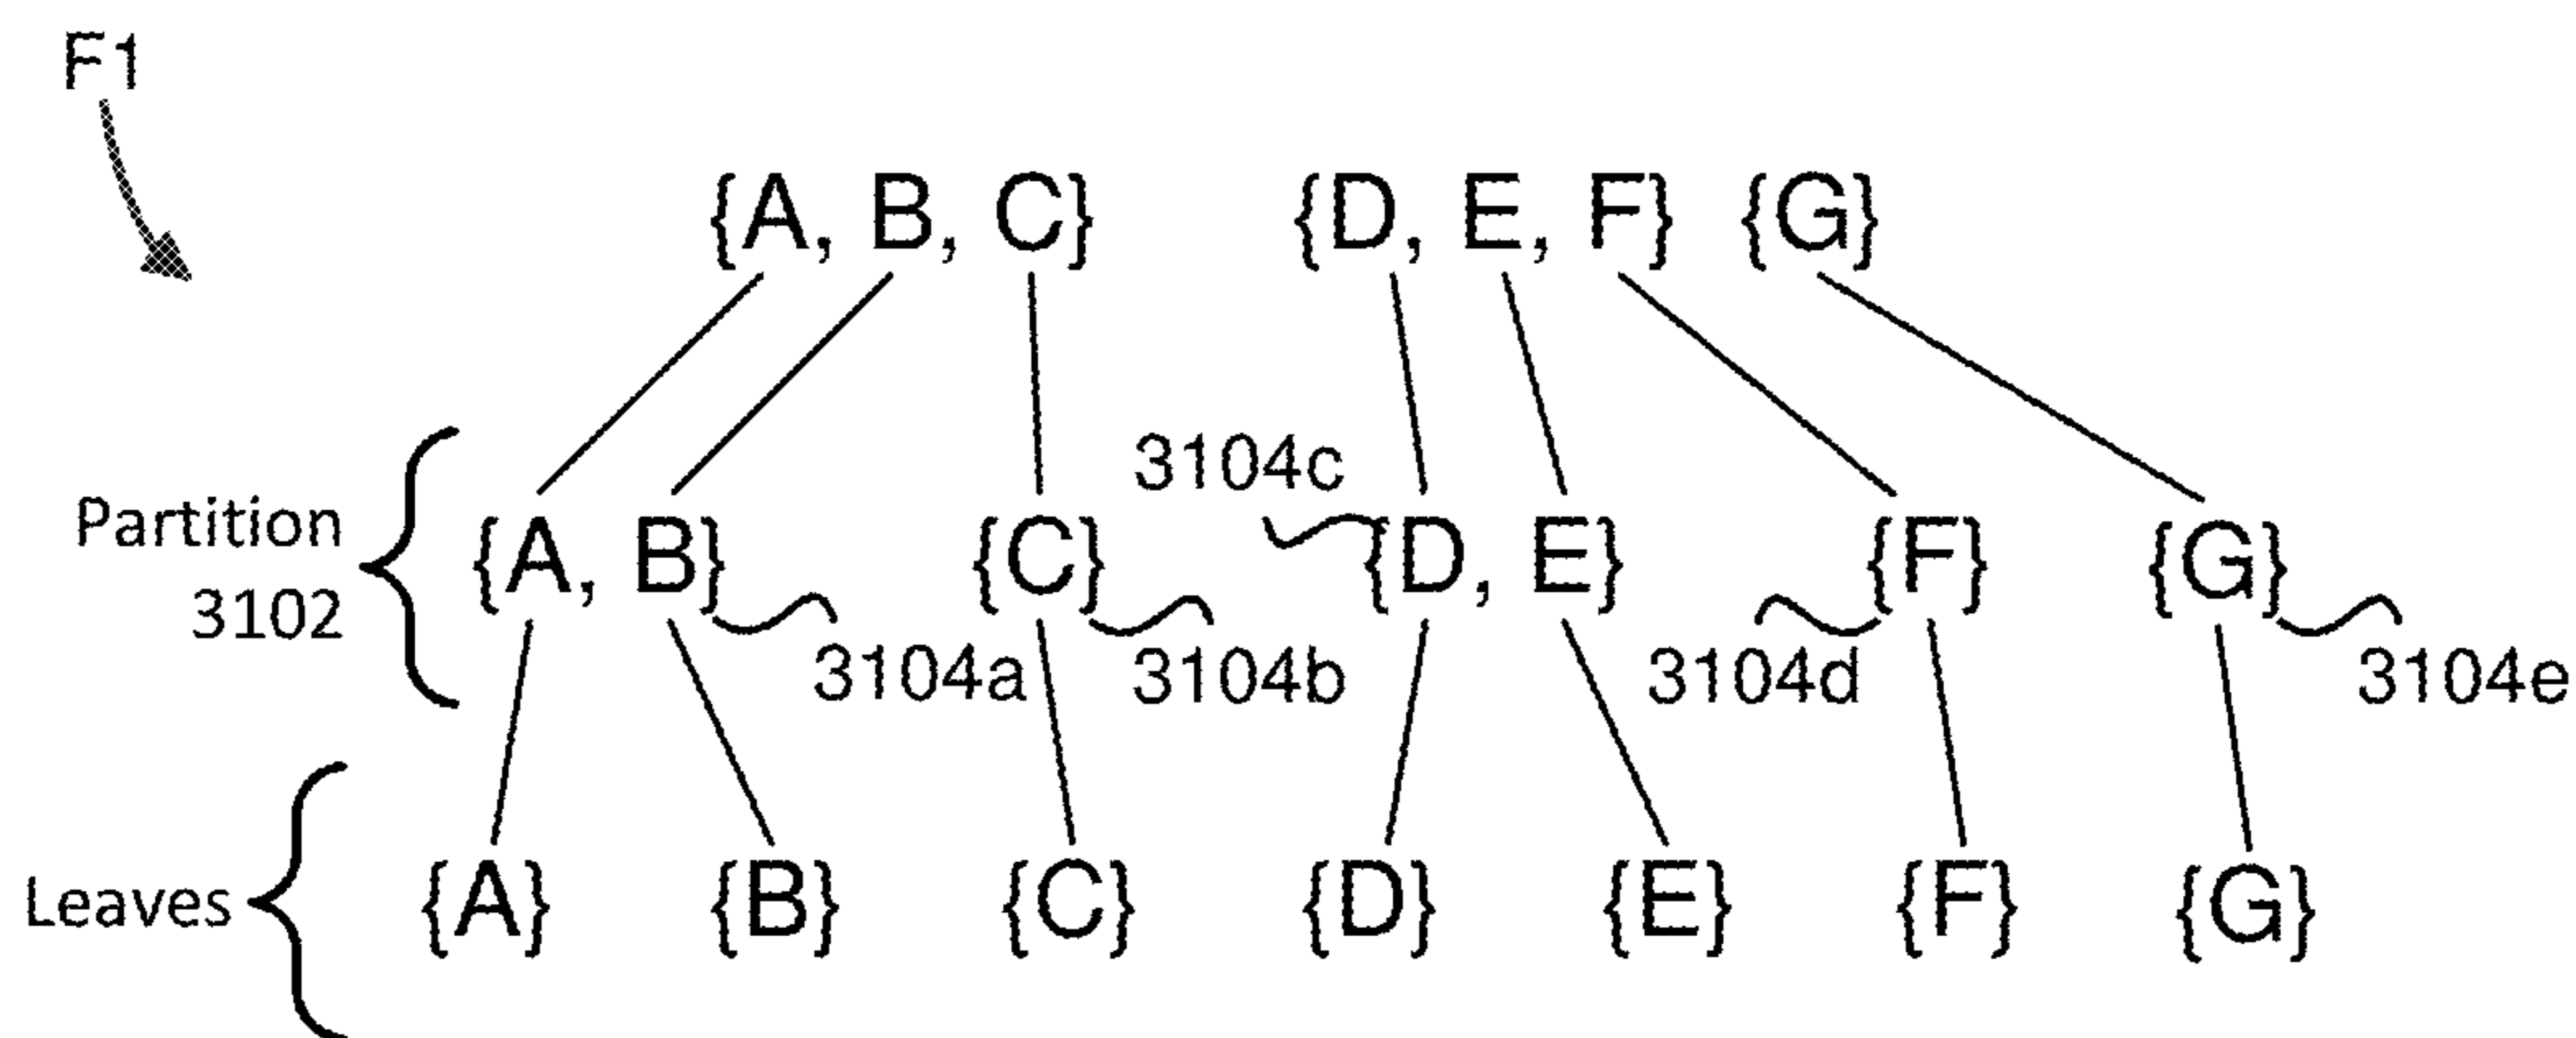 F1
{A, B, C} {D, E, F} {G}
3104c
Partition
3102
{A, B} {C} {D, E} {F} {G}
3104a 3104b 3104d 3104e
Leaves
{A} {B} {C} {D} {E} {F} {G}